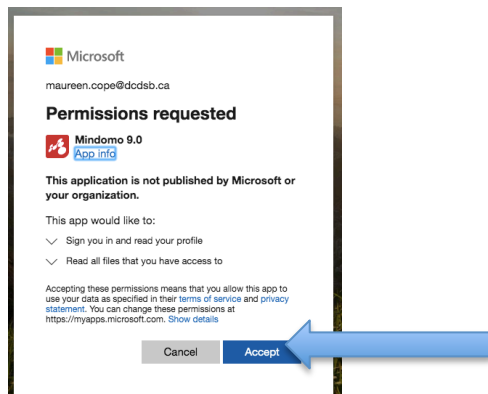 Microsoft
maureen.cope@dcdsb.ca
Permissions requested
Mindomo 9.0
App info
This application is not published by Microsoft or
your organization.
This app would like to:
Sign you in and read your profile
Read all files that you have access to
Accepting these permissions means that you allow this app to
use your data as specified in their terms of service and privacy
statement. You can change these permissions at
https://myapps.microsoft.com. Show details
Cancel Accept